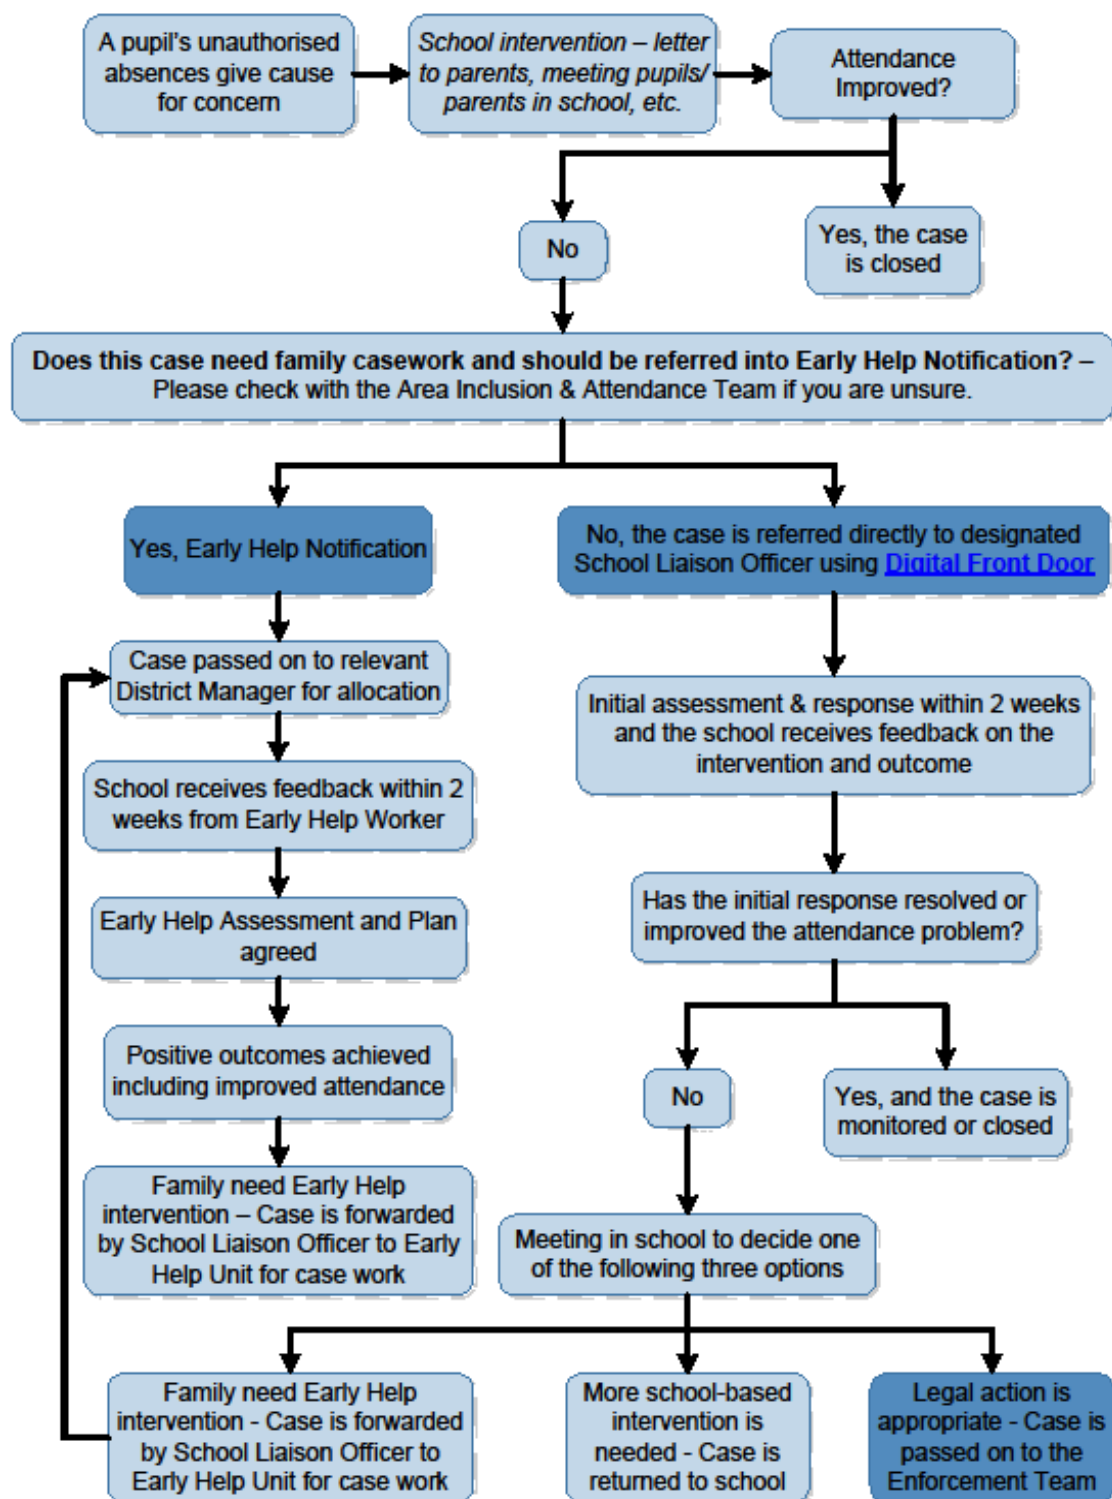 A pupil's unauthorised
absences give cause
for concern
School intervention – letter
to parents, meeting pupils/
parents in school, etc.
Attendance
Improved?
No
Yes, the case
is closed
Does this case need family casework and should be referred into Early Help Notification? –
Please check with the Area Inclusion & Attendance Team if you are unsure.
Yes, Early Help Notification
No, the case is referred directly to designated
School Liaison Officer using Digital Front Door
Case passed on to relevant
District Manager for allocation
School receives feedback within 2
weeks from Early Help Worker
Early Help Assessment and Plan
agreed
Positive outcomes achieved
including improved attendance
Family need Early Help
intervention – Case is forwarded
by School Liaison Officer to Early
Help Unit for case work
Initial assessment & response within 2 weeks
and the school receives feedback on the
intervention and outcome
Has the initial response resolved or
improved the attendance problem?
No
Yes, and the case is
monitored or closed
Meeting in school to decide one
of the following three options
Family need Early Help
intervention - Case is forwarded
by School Liaison Officer to
Early Help Unit for case work
More school-based
intervention is
needed - Case is
returned to school
Legal action is
appropriate - Case is
passed on to the
Enforcement Team